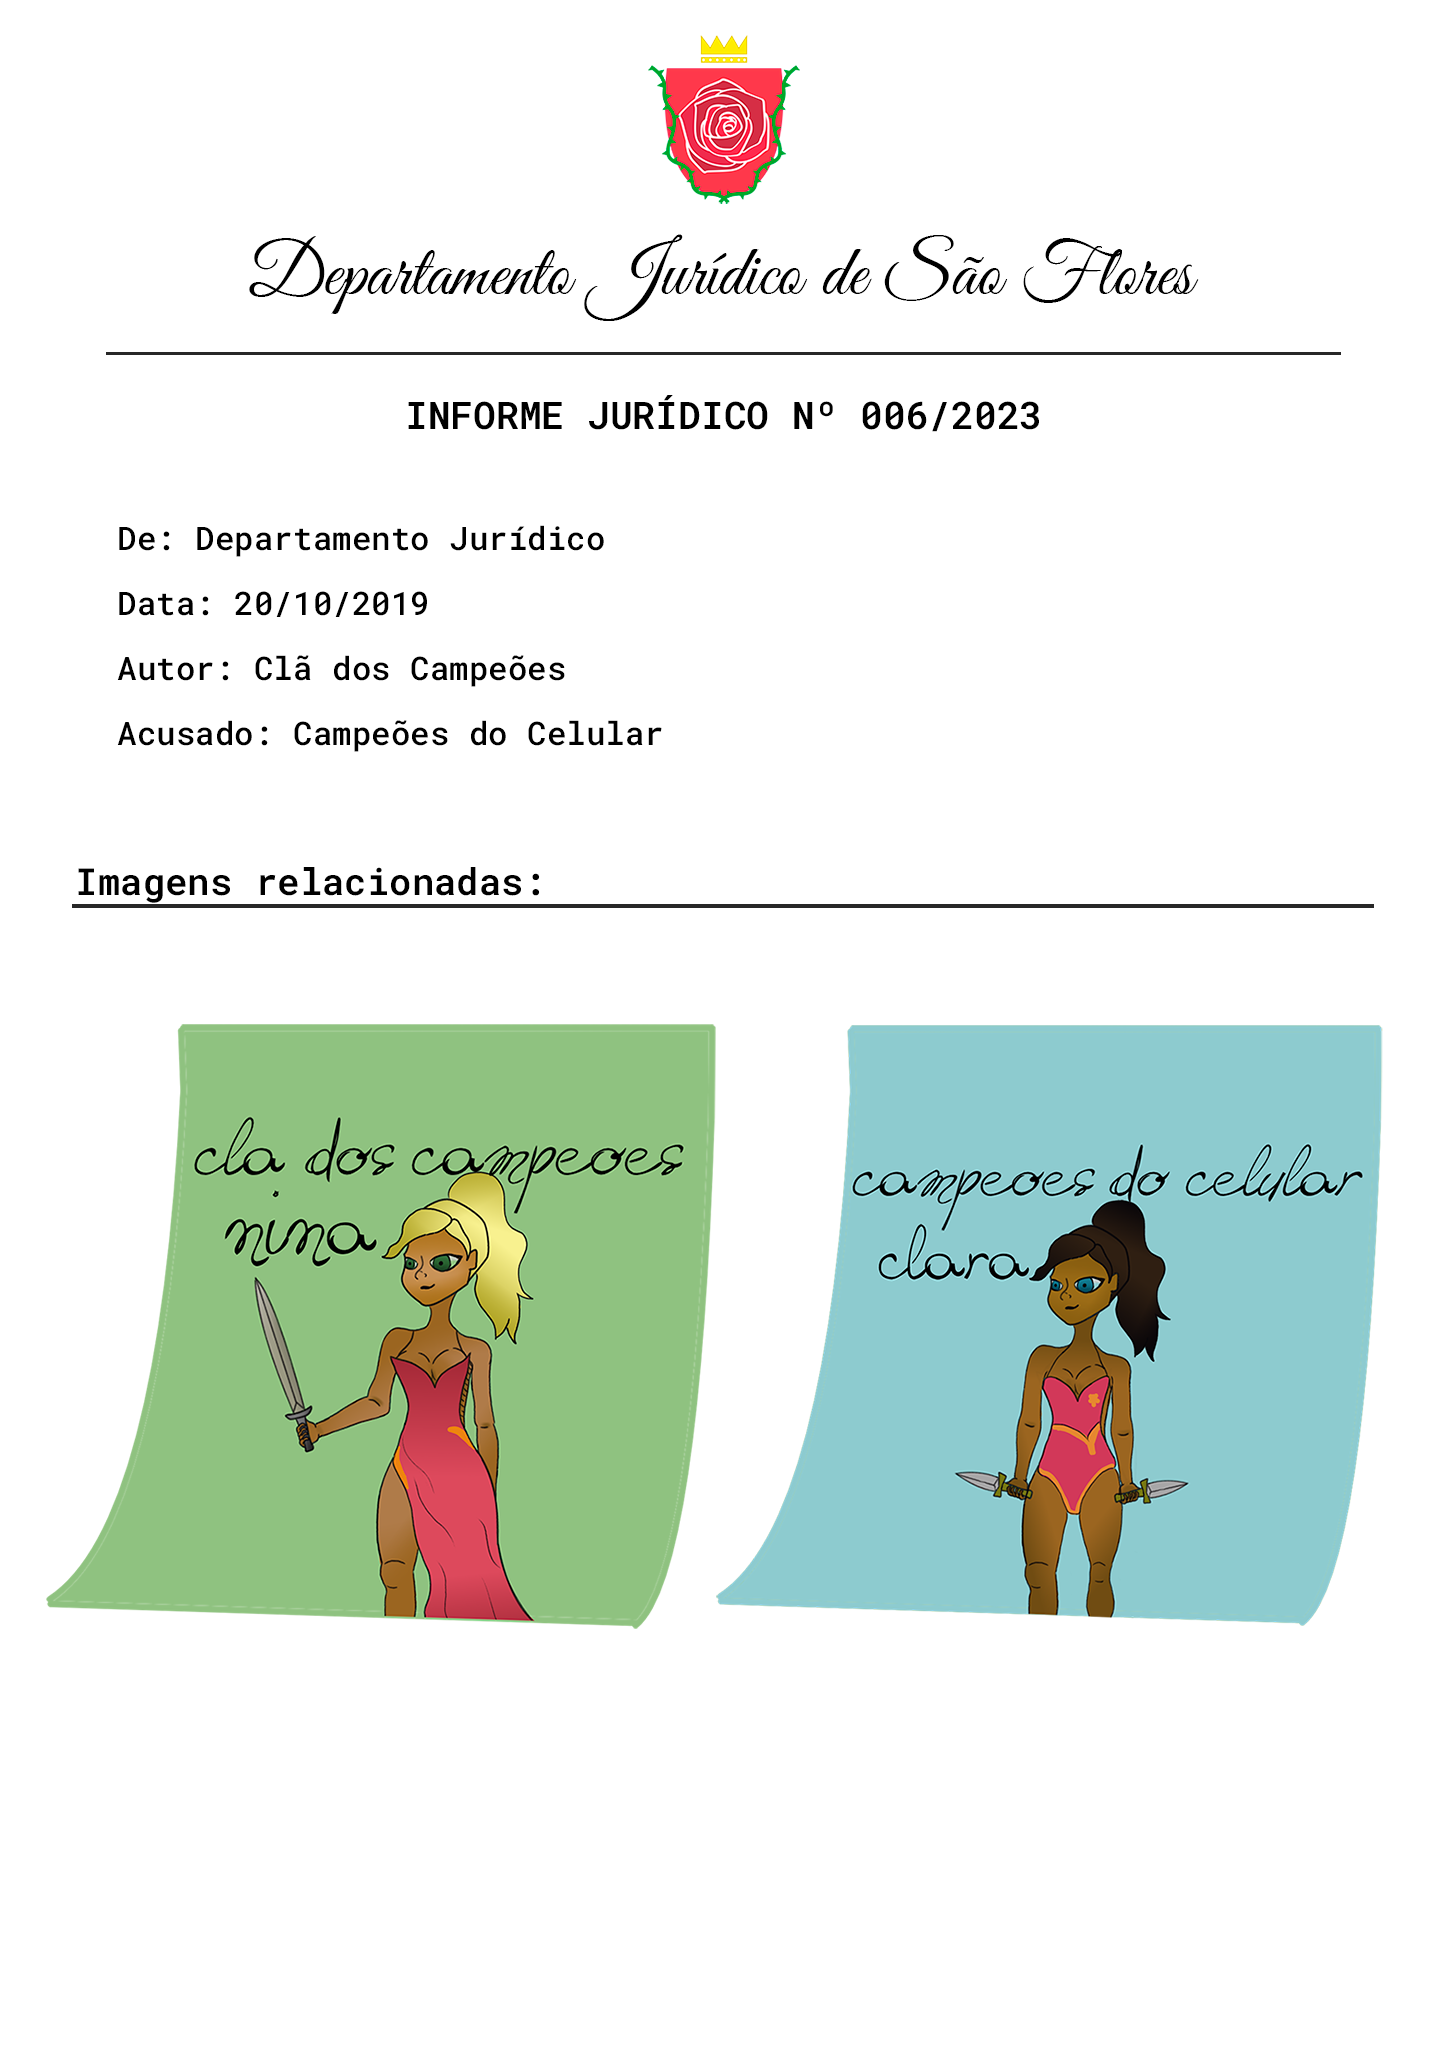 Departamento Jurídico de São Flores
INFORME JURÍDICO Nº 006/2023
De: Departamento Jurídico
Data: 20/10/2019
Autor: Clã dos Campeões
Acusado: Campeões do Celular
Imagens relacionadas:
cla dos campeoes
nina
campeoes do celular
clara